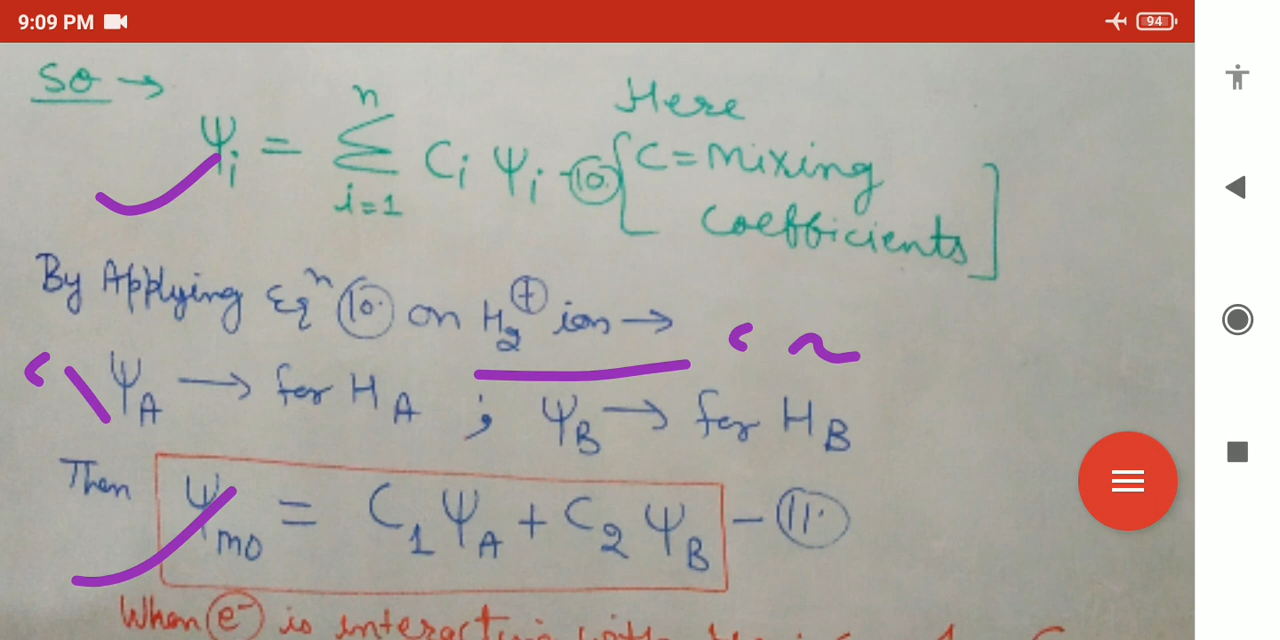 9:09 PM
94
So →
Ψi = Σ(i=1 to n) Ci Ψi - ⑩ [Here C = mixing coefficients]
By Applying Eqⁿ ⑩ on H₂⊕ ion →
ΨA → for HA ; ΨB → for HB
Then Ψmo = C₁ΨA + C₂ΨB - ⑪
When e⁻ is